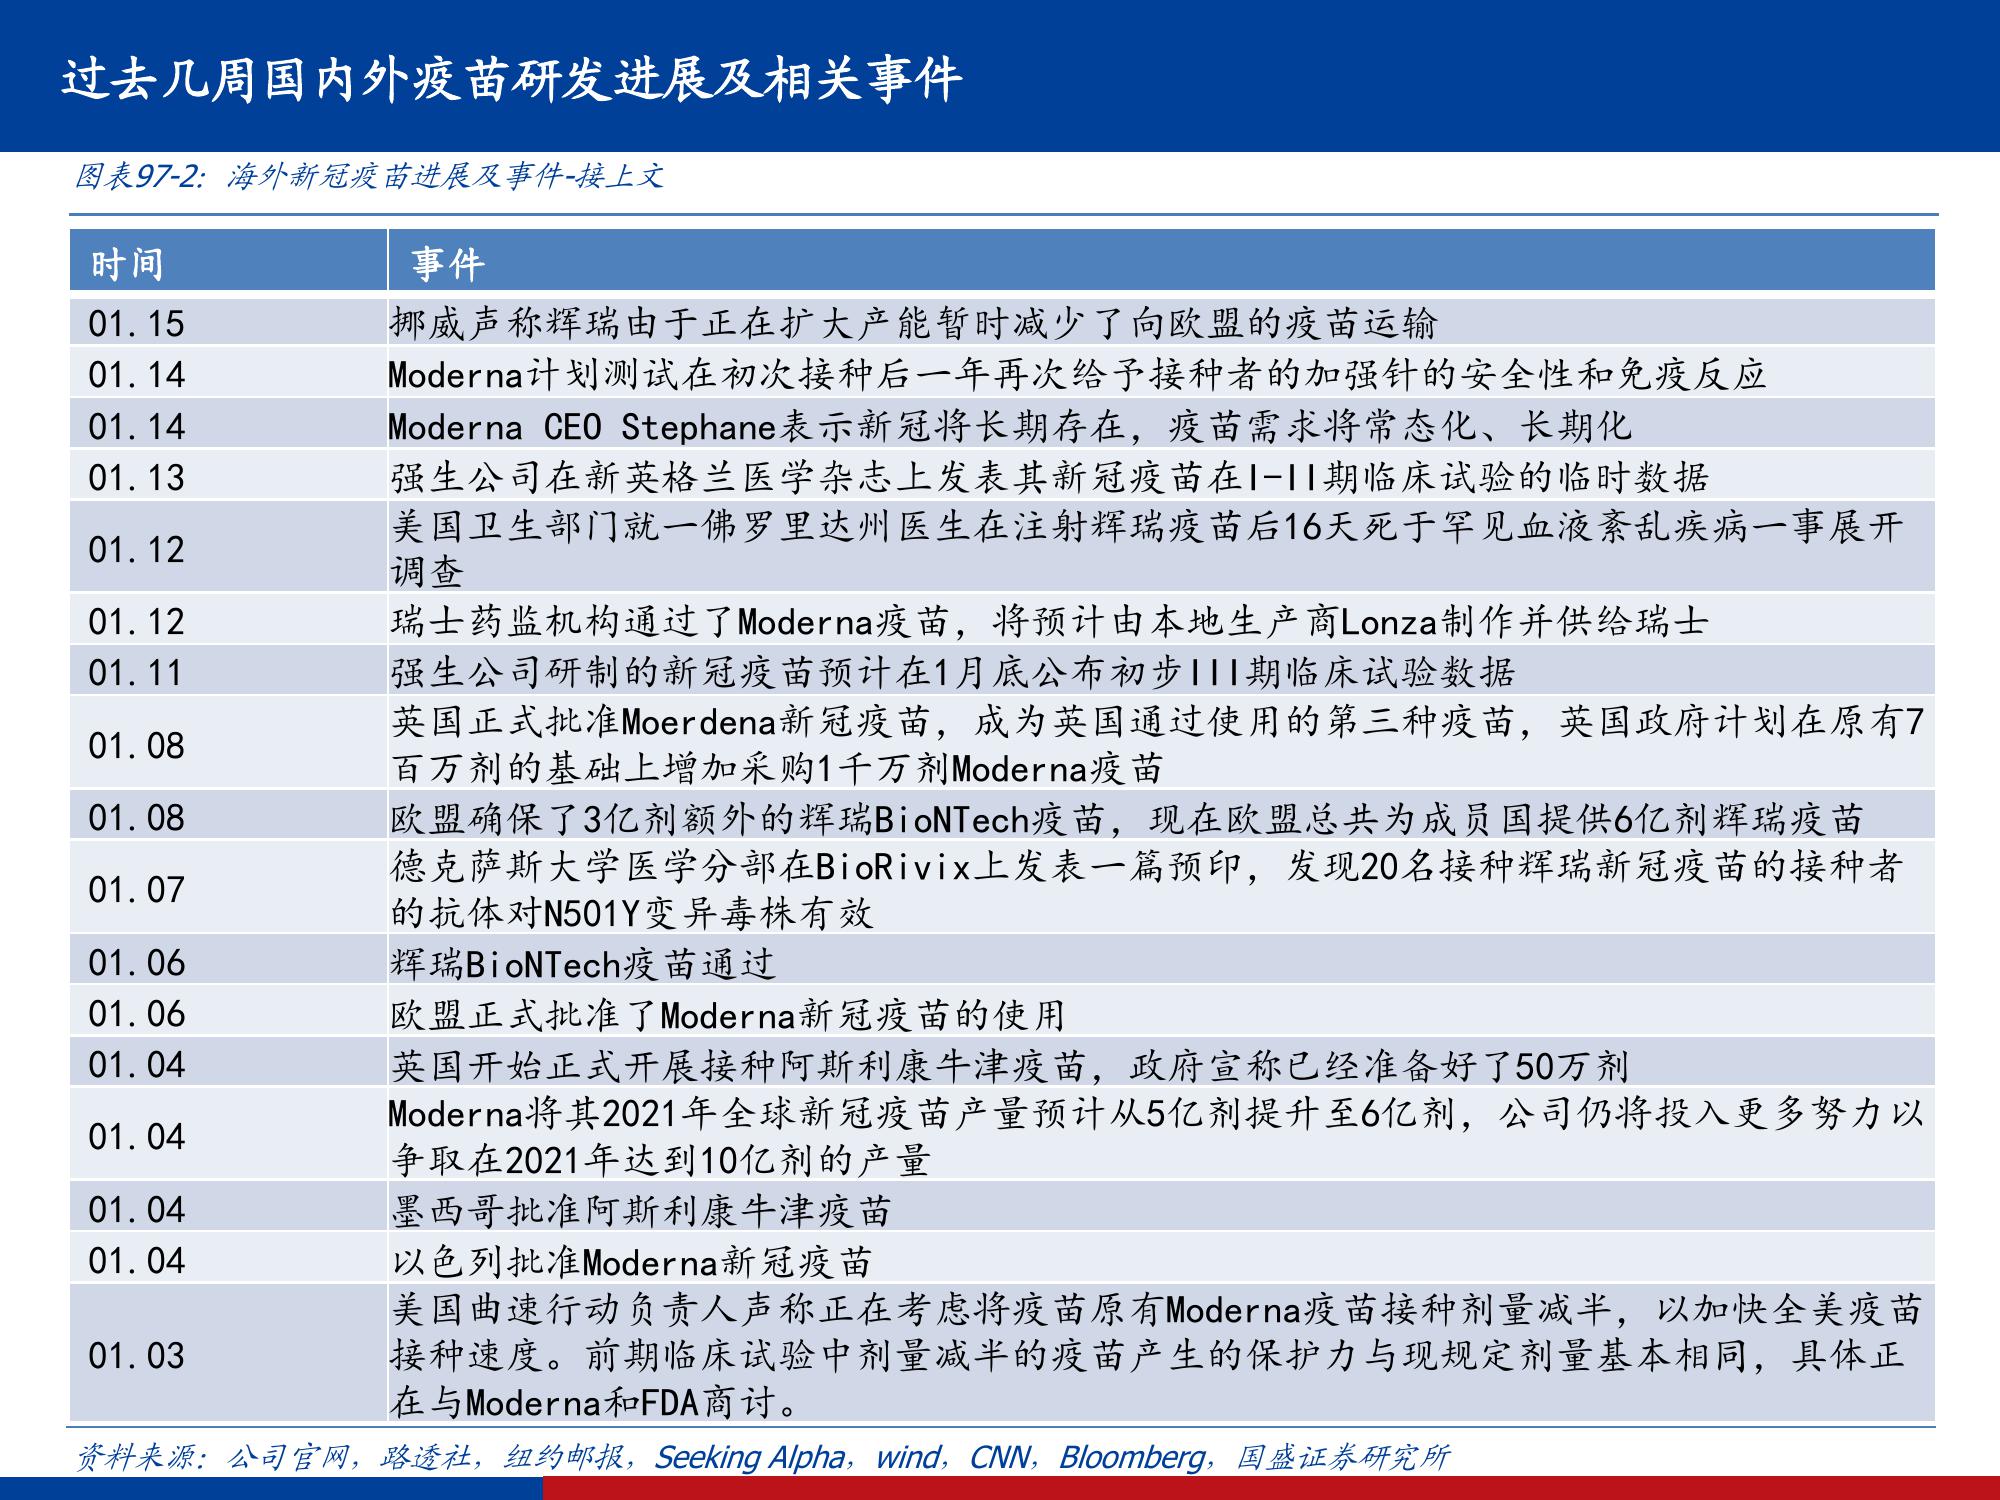 过去几周国内外疫苗研发进展及相关事件
图表97-2：海外新冠疫苗进展及事件-接上文
时间 事件
01.15 挪威声称辉瑞由于正在扩大产能暂时减少了向欧盟的疫苗运输
01.14 Moderna计划测试在初次接种后一年再次给予接种者的加强针的安全性和免疫反应
01.14 Moderna CEO Stephane表示新冠将长期存在，疫苗需求将常态化、长期化
01.13 强生公司在新英格兰医学杂志上发表其新冠疫苗在I-II期临床试验的临时数据
01.12 美国卫生部门就一佛罗里达州医生在注射辉瑞疫苗后16天死于罕见血液紊乱疾病一事展开
调查
01.12 瑞士药监机构通过了Moderna疫苗，将预计由本地生产商Lonza制作并供给瑞士
01.11 强生公司研制的新冠疫苗预计在1月底公布初步III期临床试验数据
01.08 英国正式批准Moerdena新冠疫苗，成为英国通过使用的第三种疫苗，英国政府计划在原有7
百万剂的基础上增加采购1千万剂Moderna疫苗
01.08 欧盟确保了3亿剂额外的辉瑞BioNTech疫苗，现在欧盟总共为成员国提供6亿剂辉瑞疫苗
01.07 德克萨斯大学医学分部在BioRivix上发表一篇预印，发现20名接种辉瑞新冠疫苗的接种者
的抗体对N501Y变异毒株有效
01.06 辉瑞BioNTech疫苗通过
01.06 欧盟正式批准了Moderna新冠疫苗的使用
01.04 英国开始正式开展接种阿斯利康牛津疫苗，政府宣称已经准备好了50万剂
01.04 Moderna将其2021年全球新冠疫苗产量预计从5亿剂提升至6亿剂，公司仍将投入更多努力以
争取在2021年达到10亿剂的产量
01.04 墨西哥批准阿斯利康牛津疫苗
01.04 以色列批准Moderna新冠疫苗
01.03 美国曲速行动负责人声称正在考虑将疫苗原有Moderna疫苗接种剂量减半，以加快全美疫苗
接种速度。前期临床试验中剂量减半的疫苗产生的保护力与现规定剂量基本相同，具体正
在与Moderna和FDA商讨。
资料来源：公司官网，路透社，纽约邮报，Seeking Alpha，wind，CNN，Bloomberg，国盛证券研究所